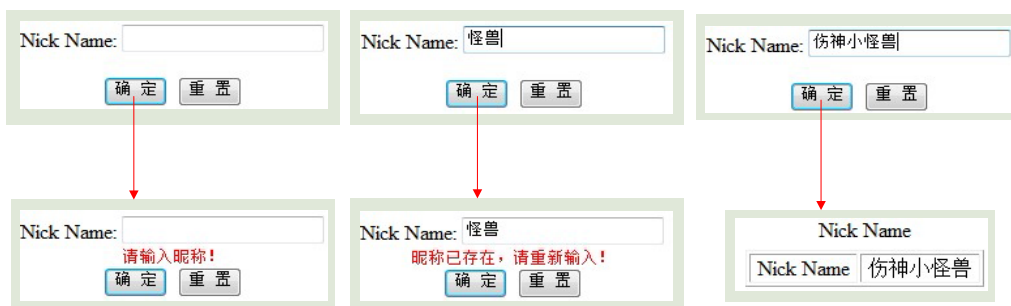 Nick Name:
确 定 重 置
Nick Name: 怪兽
确 定 重 置
Nick Name: 伤神小怪兽
确 定 重 置
Nick Name:
请输入昵称!
确 定 重 置
Nick Name: 怪兽
昵称已存在，请重新输入!
确 定 重 置
Nick Name
Nick Name 伤神小怪兽